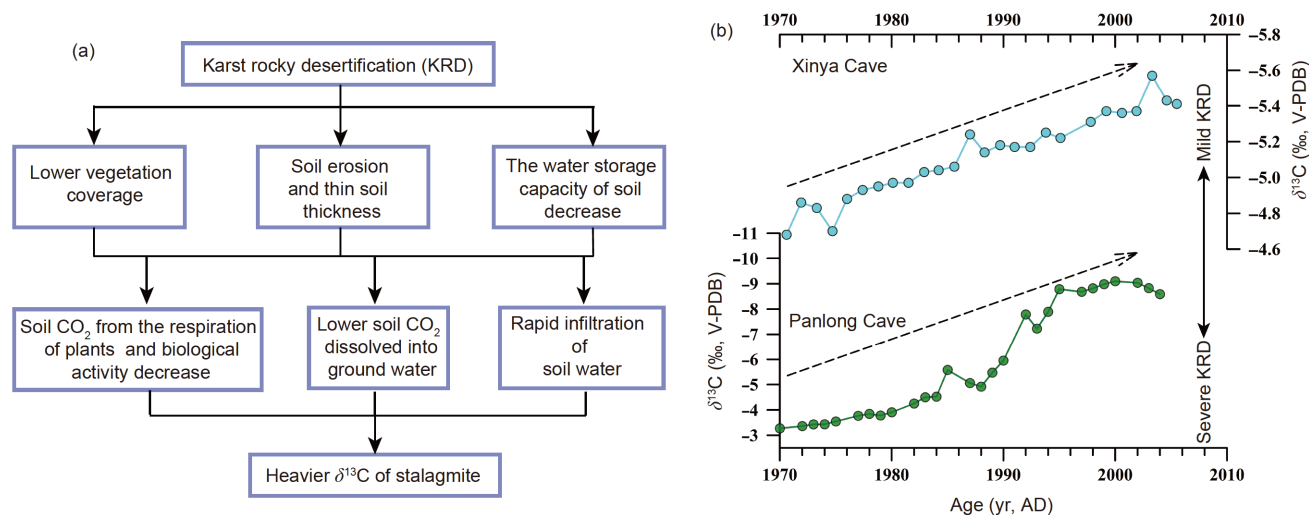 (a)
Karst rocky desertification (KRD)
Lower vegetation
coverage
Soil erosion
and thin soil
thickness
The water storage
capacity of soil
decrease
Soil CO₂ from the respiration
of plants and biological
activity decrease
Lower soil CO₂
dissolved into
ground water
Rapid infiltration
of
soil water
Heavier δ¹³C of stalagmite
(b)
1970 1980 1990 2000 2010
Xinya Cave
–5.8
–5.6
–5.4
–5.2
–5.0
–4.8
–4.6
δ¹³C (‰, V-PDB)
Mild KRD
Severe KRD
–11
–10
–9
–8
–7
–6
–5
–4
–3
δ¹³C (‰, V-PDB)
Panlong Cave
1970 1980 1990 2000 2010
Age (yr, AD)